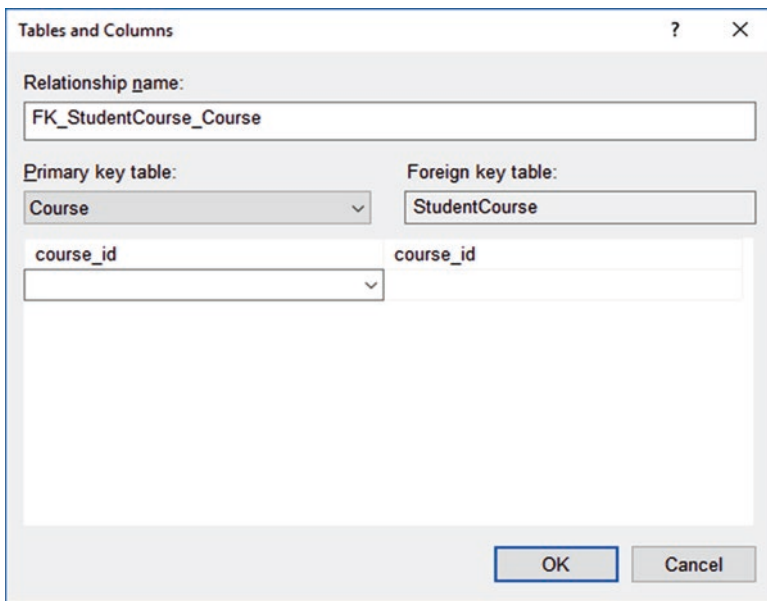 Tables and Columns ?
Relationship name:
FK_StudentCourse_Course
Primary key table: Foreign key table:
Course StudentCourse
course_id course_id
OK Cancel